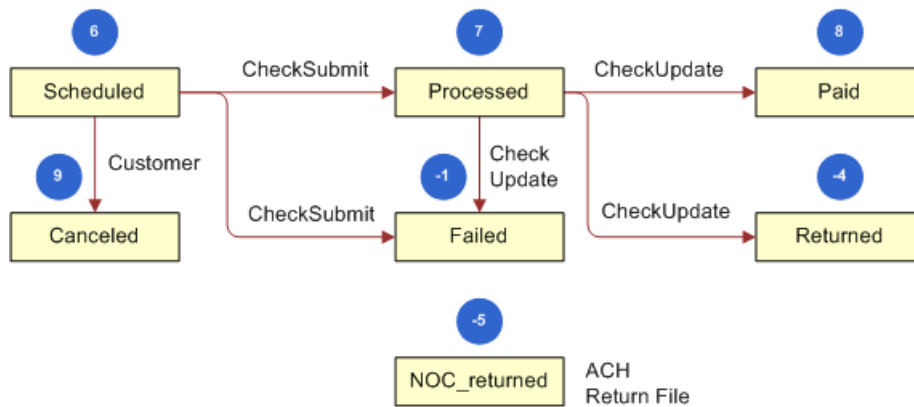 6
7
8
Scheduled
CheckSubmit
Processed
CheckUpdate
Paid
9
Customer
-1
Check
Update
-4
Canceled
CheckSubmit
Failed
CheckUpdate
Returned
-5
NOC_returned
ACH
Return File